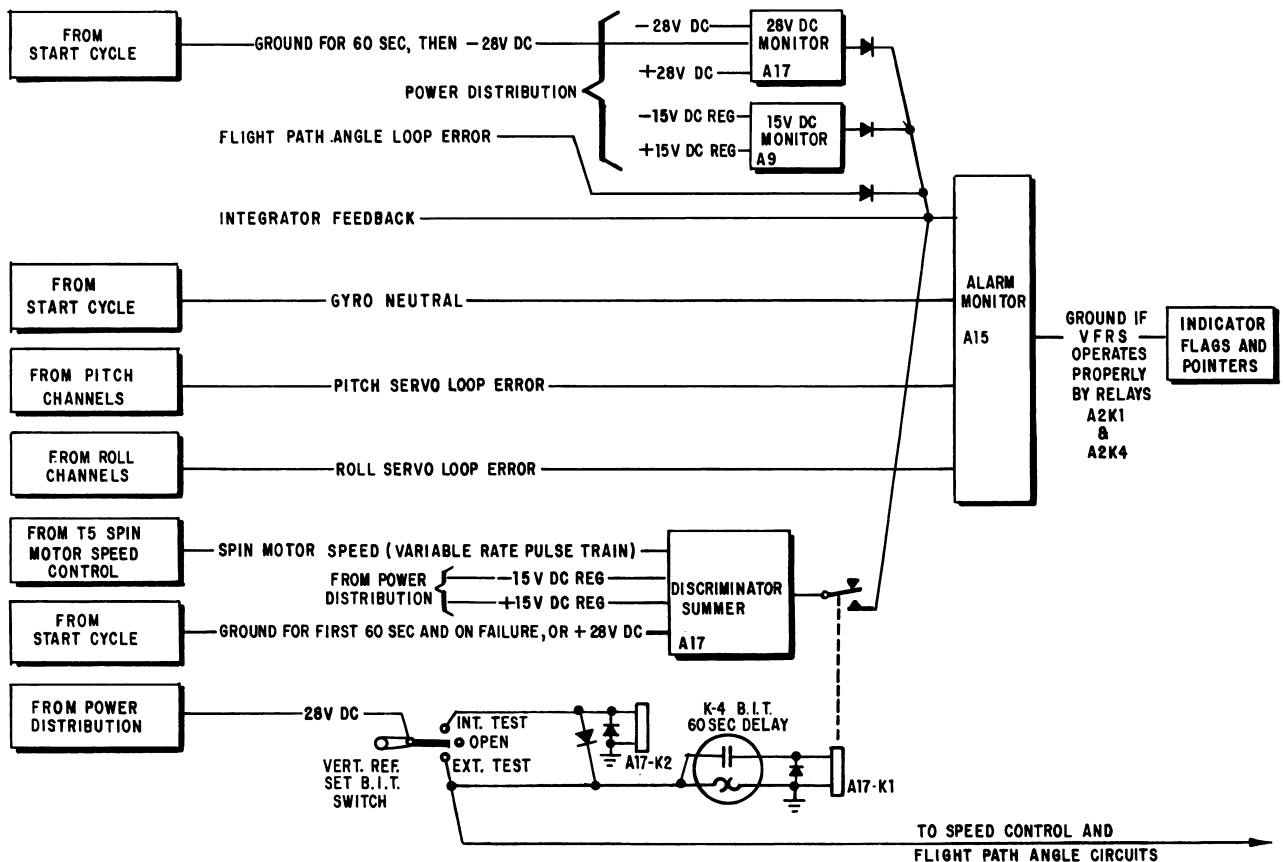 FROM
START CYCLE
GROUND FOR 60 SEC, THEN -28V DC
-28V DC
+28V DC
28V DC
MONITOR
A17
POWER DISTRIBUTION
-15V DC REG
+15V DC REG
15V DC
MONITOR
A9
FLIGHT PATH ANGLE LOOP ERROR
INTEGRATOR FEEDBACK
FROM
START CYCLE
GYRO NEUTRAL
ALARM
MONITOR
A15
GROUND IF
VFRS
OPERATES
PROPERLY
BY RELAYS
A2K1
&
A2K4
INDICATOR
FLAGS AND
POINTERS
FROM PITCH
CHANNELS
PITCH SERVO LOOP ERROR
FROM ROLL
CHANNELS
ROLL SERVO LOOP ERROR
FROM T5 SPIN
MOTOR SPEED
CONTROL
SPIN MOTOR SPEED (VARIABLE RATE PULSE TRAIN)
FROM POWER
DISTRIBUTION
-15V DC REG
+15V DC REG
DISCRIMINATOR
SUMMER
A17
FROM
START CYCLE
GROUND FOR FIRST 60 SEC AND ON FAILURE, OR +28V DC
FROM POWER
DISTRIBUTION
28V DC
INT. TEST
OPEN
EXT. TEST
VERT. REF.
SET B.I.T.
SWITCH
A17-K2
K-4 B.I.T.
60 SEC DELAY
A17-K1
TO SPEED CONTROL AND
FLIGHT PATH ANGLE CIRCUITS